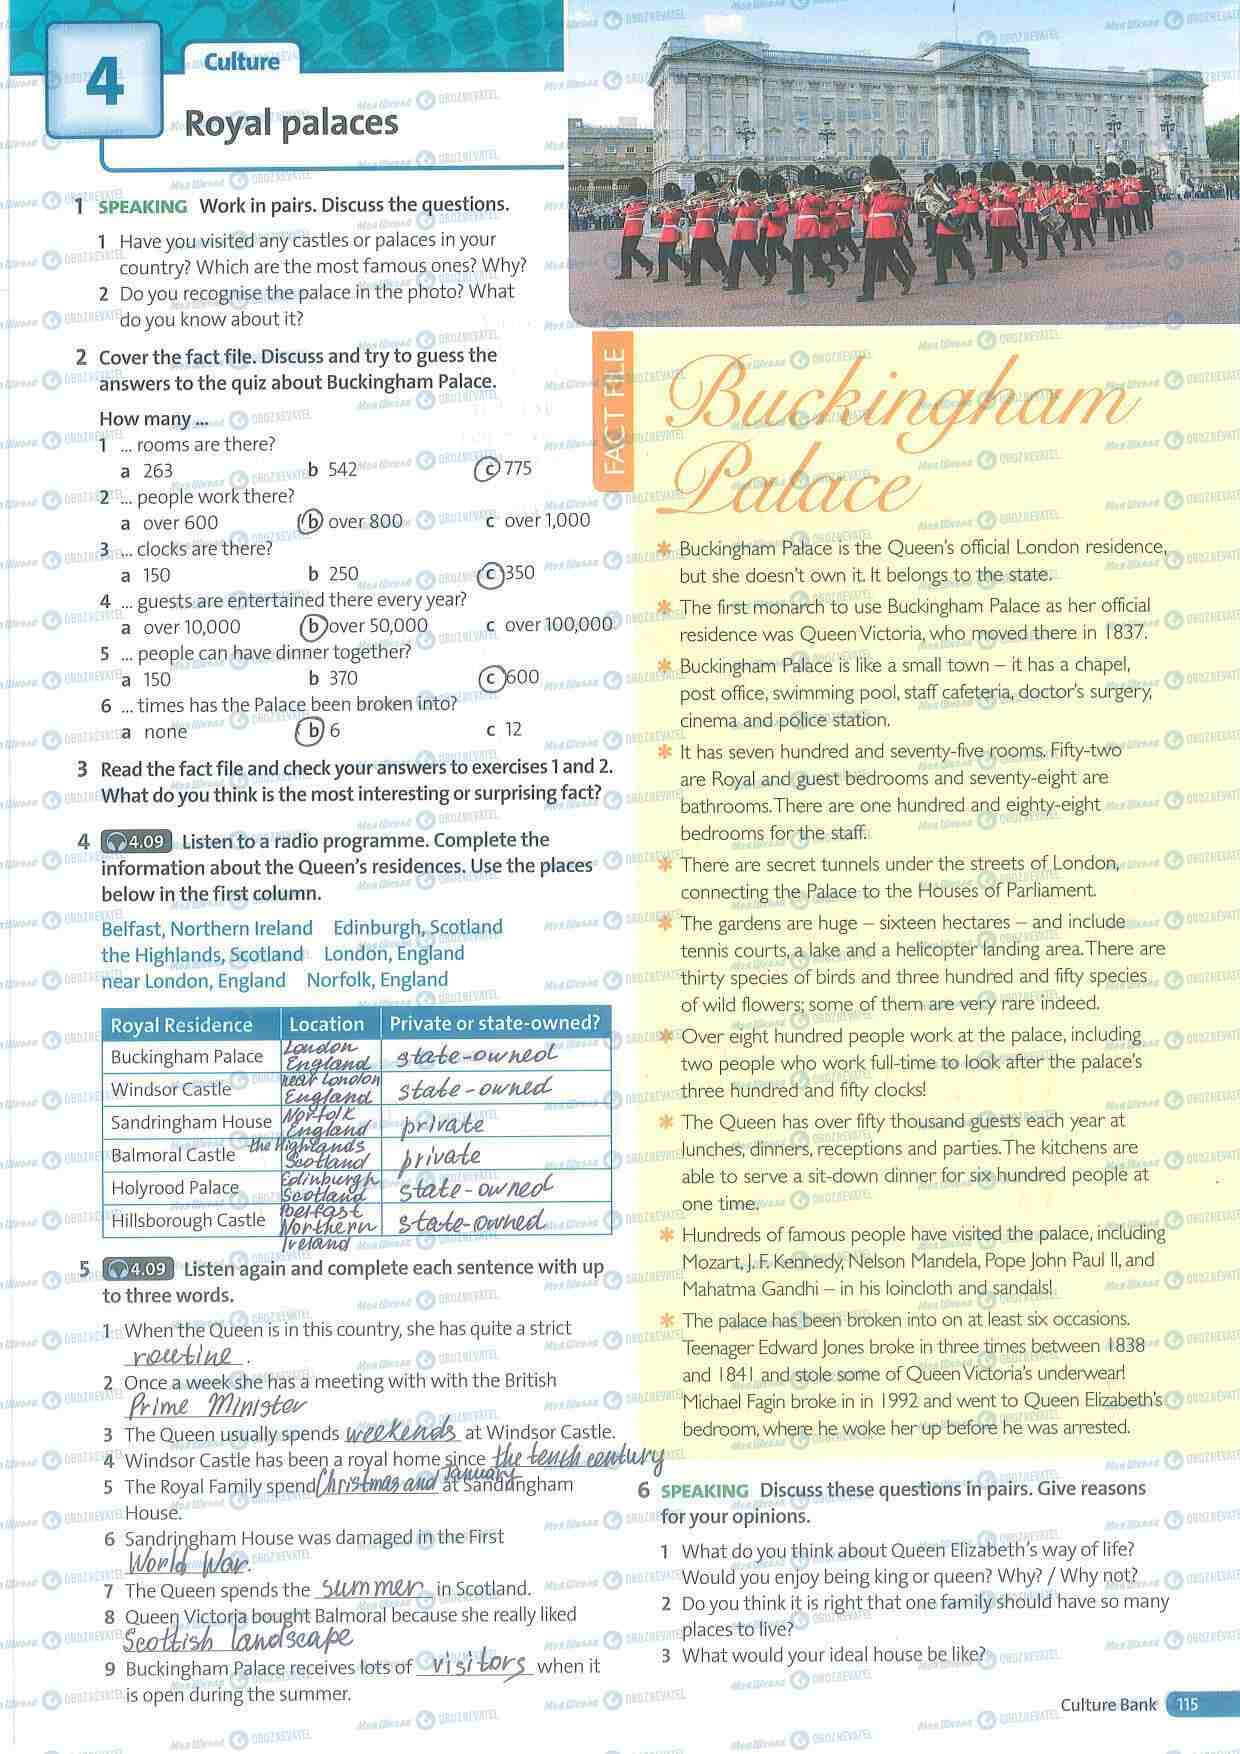 4
Culture
Royal palaces
1 SPEAKING Work in pairs. Discuss the questions.
1 Have you visited any castles or palaces in your
country? Which are the most famous ones? Why?
2 Do you recognise the palace in the photo? What
do you know about it?
2 Cover the fact file. Discuss and try to guess the
answers to the quiz about Buckingham Palace.
How many ...
1 ... rooms are there?
a 263 b 542 c 775
2 ... people work there?
a over 600 b over 800 c over 1,000
3 ... clocks are there?
a 150 b 250 c 350
4 ... guests are entertained there every year?
a over 10,000 b over 50,000 c over 100,000
5 ... people can have dinner together?
a 150 b 370 c 600
6 ... times has the Palace been broken into?
a none b 6 c 12
3 Read the fact file and check your answers to exercises 1 and 2.
What do you think is the most interesting or surprising fact?
4 4.09 Listen to a radio programme. Complete the
information about the Queen's residences. Use the places
below in the first column.
Belfast, Northern Ireland Edinburgh, Scotland
the Highlands, Scotland London, England
near London, England Norfolk, England
Royal Residence Location Private or state-owned?
Buckingham Palace London England state-owned
Windsor Castle near London England state-owned
Sandringham House Norfolk England private
Balmoral Castle the Highlands Scotland private
Holyrood Palace Edinburgh Scotland state-owned
Hillsborough Castle Belfast Northern Ireland state-owned
5 4.09 Listen again and complete each sentence with up
to three words.
1 When the Queen is in this country, she has quite a strict
routine.
2 Once a week she has a meeting with with the British
Prime Minister
3 The Queen usually spends weekends at Windsor Castle.
4 Windsor Castle has been a royal home since the tenth century
5 The Royal Family spend Christmas and January at Sandringham
House.
6 Sandringham House was damaged in the First
World War.
7 The Queen spends the summer in Scotland.
8 Queen Victoria bought Balmoral because she really liked
Scottish landscape
9 Buckingham Palace receives lots of visitors when it
is open during the summer.
FACT FILE
Buckingham
Palace
* Buckingham Palace is the Queen's official London residence,
but she doesn't own it. It belongs to the state.
* The first monarch to use Buckingham Palace as her official
residence was Queen Victoria, who moved there in 1837.
* Buckingham Palace is like a small town – it has a chapel,
post office, swimming pool, staff cafeteria, doctor's surgery,
cinema and police station.
* It has seven hundred and seventy-five rooms. Fifty-two
are Royal and guest bedrooms and seventy-eight are
bathrooms. There are one hundred and eighty-eight
bedrooms for the staff.
* There are secret tunnels under the streets of London,
connecting the Palace to the Houses of Parliament.
* The gardens are huge – sixteen hectares – and include
tennis courts, a lake and a helicopter landing area. There are
thirty species of birds and three hundred and fifty species
of wild flowers; some of them are very rare indeed.
* Over eight hundred people work at the palace, including
two people who work full-time to look after the palace's
three hundred and fifty clocks!
* The Queen has over fifty thousand guests each year at
lunches, dinners, receptions and parties. The kitchens are
able to serve a sit-down dinner for six hundred people at
one time.
* Hundreds of famous people have visited the palace, including
Mozart, J. F. Kennedy, Nelson Mandela, Pope John Paul II, and
Mahatma Gandhi – in his loincloth and sandals!
* The palace has been broken into on at least six occasions.
Teenager Edward Jones broke in three times between 1838
and 1841 and stole some of Queen Victoria's underwear!
Michael Fagin broke in in 1992 and went to Queen Elizabeth's
bedroom, where he woke her up before he was arrested.
6 SPEAKING Discuss these questions in pairs. Give reasons
for your opinions.
1 What do you think about Queen Elizabeth's way of life?
Would you enjoy being king or queen? Why? / Why not?
2 Do you think it is right that one family should have so many
places to live?
3 What would your ideal house be like?
Culture Bank 115